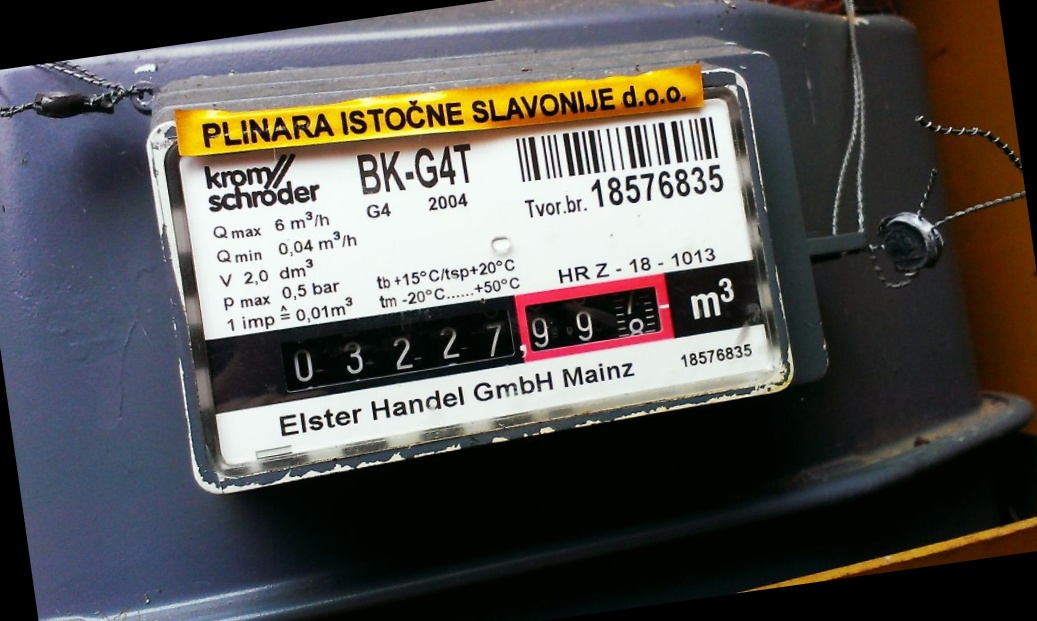 PLINARA ISTOČNE SLAVONIJE d.o.o.
krom//
schröder
BK-G4T
G4 2004
Tvor.br. 18576835
Q max 6 m³/h
Q min 0,04 m³/h
V 2,0 dm³
p max 0,5 bar
1 imp ≙ 0,01m³
tb +15°C/tsp+20°C
tm -20°C......+50°C
HR Z - 18 - 1013
0 3 2 2 7 , 9 9 7 8 m³
18576835
Elster Handel GmbH Mainz